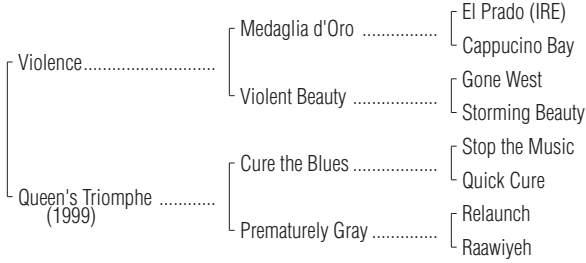 El Prado (IRE)
Medaglia d'Oro ................
Cappucino Bay
Violence............................
Gone West
Violent Beauty ..................
Storming Beauty
Stop the Music
Cure the Blues ..................
Quick Cure
Queen's Triomphe ............
(1999)
Relaunch
Prematurely Gray ..............
Raawiyeh